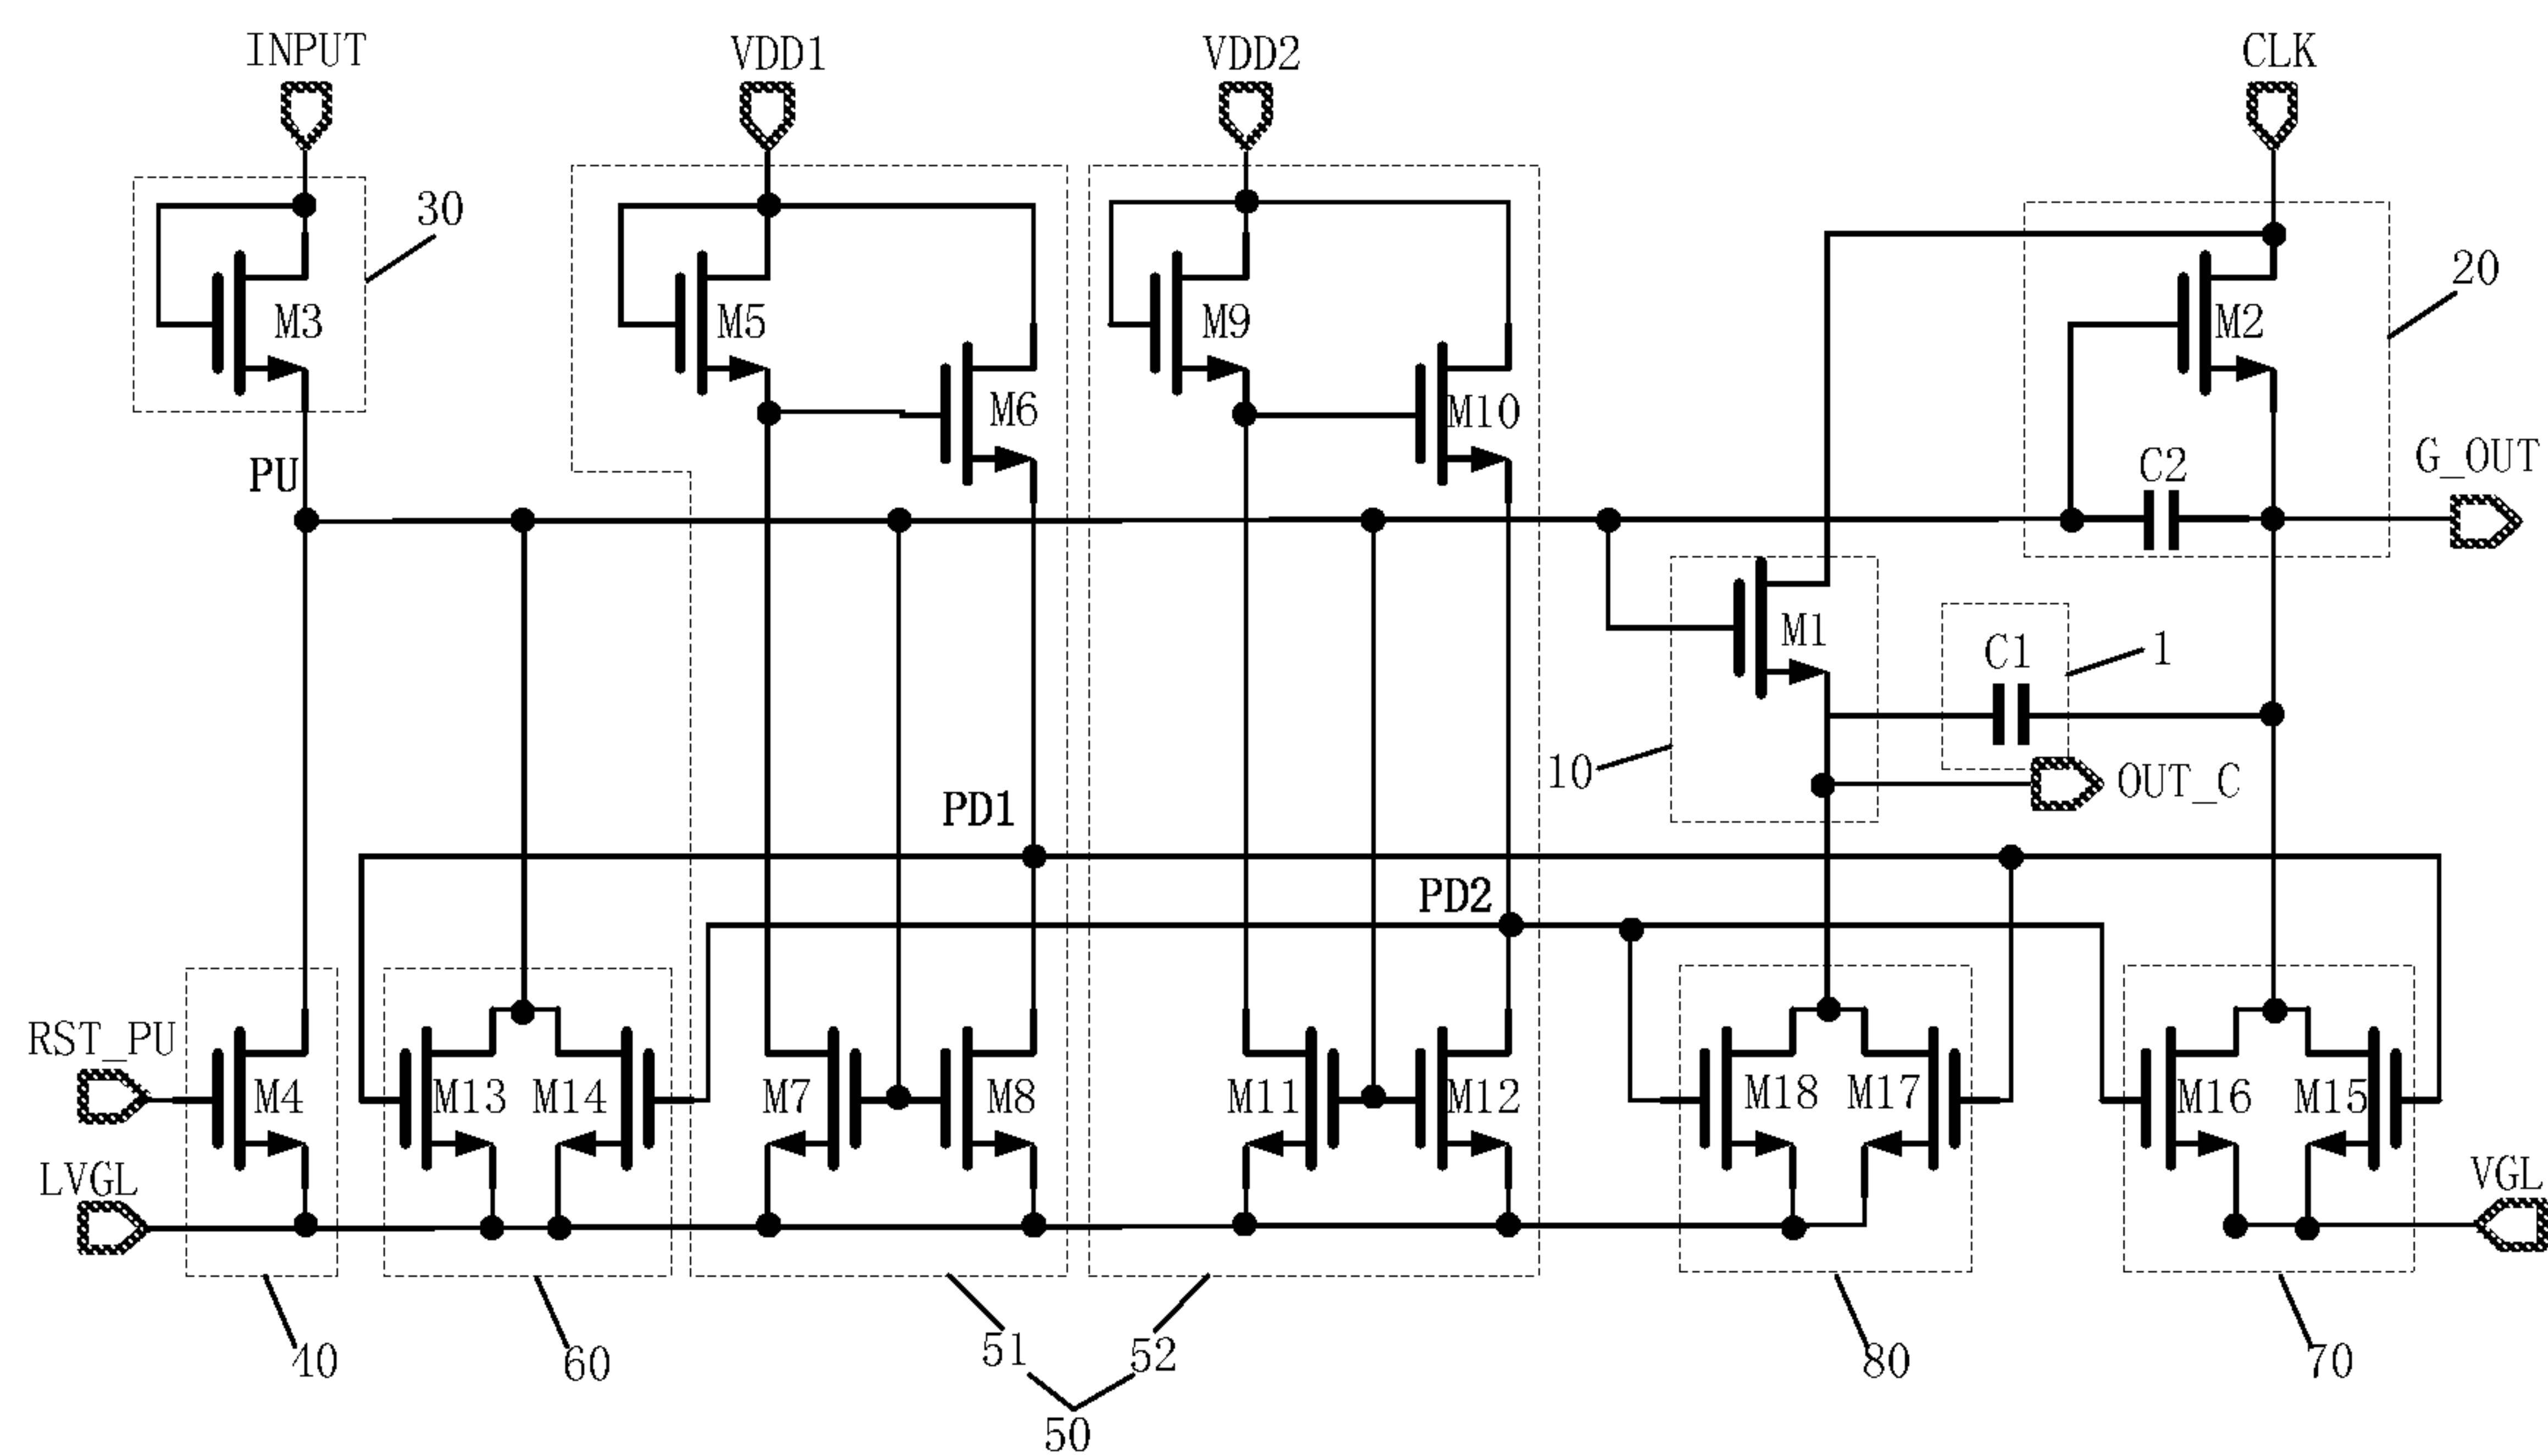 INPUT VDD1 VDD2 CLK
30 20
M3 M5 M9 M2
M6 M10
PU C2 G_OUT
M1 C1 1
10 OUT_C
PD1
PD2
RST_PU M4 M13 M14 M7 M8 M11 M12 M18 M17 M16 M15
LVGL VGL
40 60 51 52 80 70
50